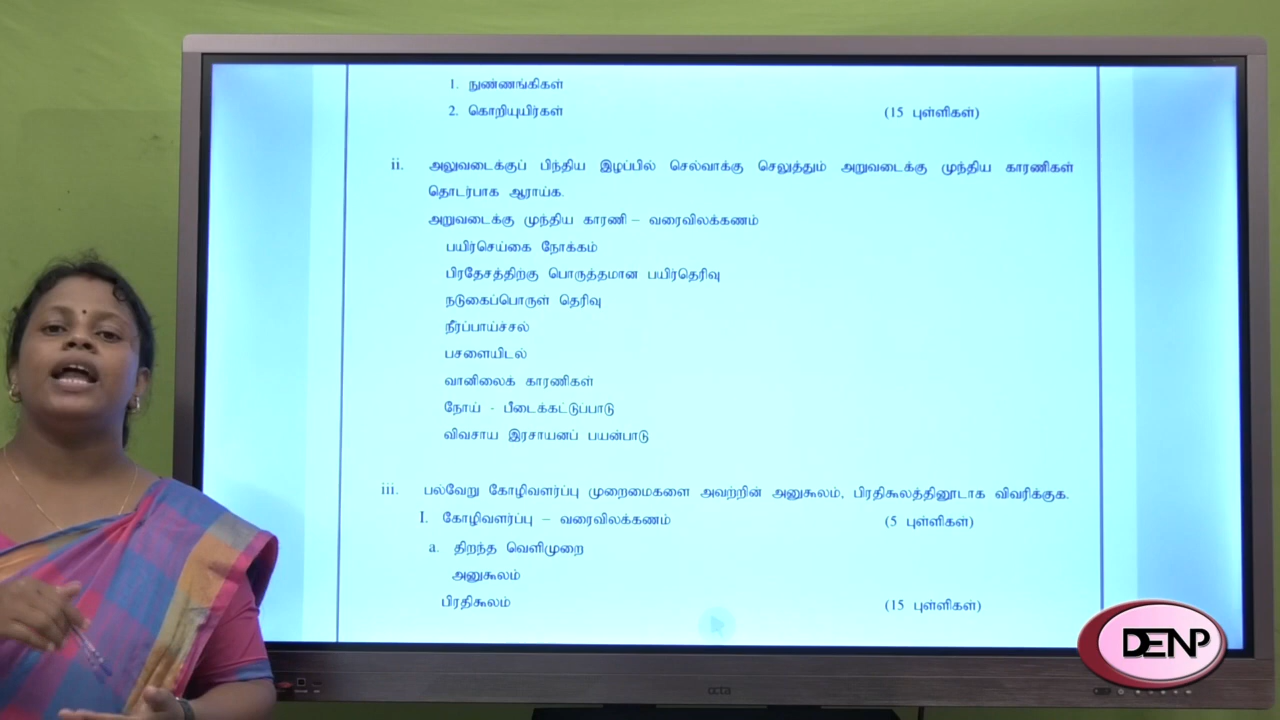 1. நுண்ணங்கிகள்
2. கொறியுயிர்கள் (15 புள்ளிகள்)
ii. அலுவடைக்குப் பிந்திய இழப்பில் செல்வாக்கு செலுத்தும் அறுவடைக்கு முந்திய காரணிகள்
தொடர்பாக ஆராய்க.
அறுவடைக்கு முந்திய காரணி – வரைவிலக்கணம்
பயிர்செய்கை நோக்கம்
பிரதேசத்திற்கு பொருத்தமான பயிர்தெரிவு
நடுகைப்பொருள் தெரிவு
நீர்ப்பாய்ச்சல்
பசளையிடல்
வானிலைக் காரணிகள்
நோய் - பீடைக்கட்டுப்பாடு
விவசாய இரசாயனப் பயன்பாடு
iii. பல்வேறு கோழிவளர்ப்பு முறைமைகளை அவற்றின் அனுகூலம், பிரதிகூலத்தினூடாக விவரிக்குக.
I. கோழிவளர்ப்பு – வரைவிலக்கணம் (5 புள்ளிகள்)
a. திறந்த வெளிமுறை
அனுகூலம்
பிரதிகூலம் (15 புள்ளிகள்)
DENP